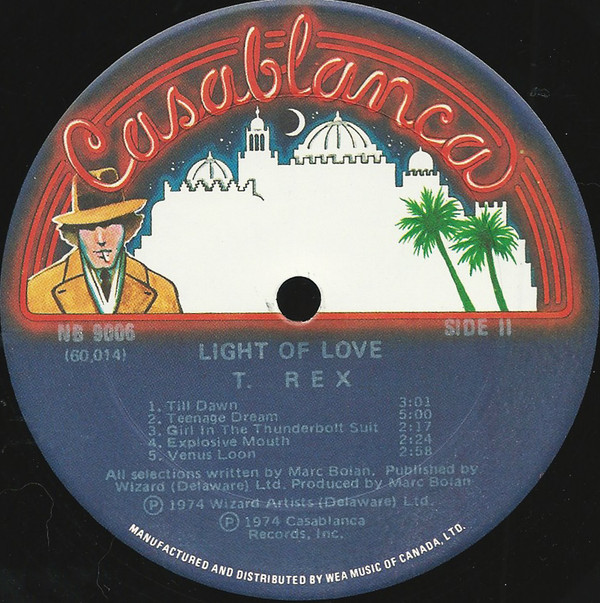 Casablanca
NB 9006
SIDE II
(60,014)
LIGHT OF LOVE
T. REX
1. Till Dawn 3:01
2. Teenage Dream 5:00
3. Girl In The Thunderbolt Suit 2:17
4. Explosive Mouth 2:24
5. Venus Loon 2:58
All selections written by Marc Bolan. Published by
Wizard (Delaware) Ltd. Produced by Marc Bolan
Ⓟ 1974 Wizard Artists (Delaware) Ltd.
Ⓟ 1974 Casablanca
Records, Inc.
MANUFACTURED AND DISTRIBUTED BY WEA MUSIC OF CANADA, LTD.